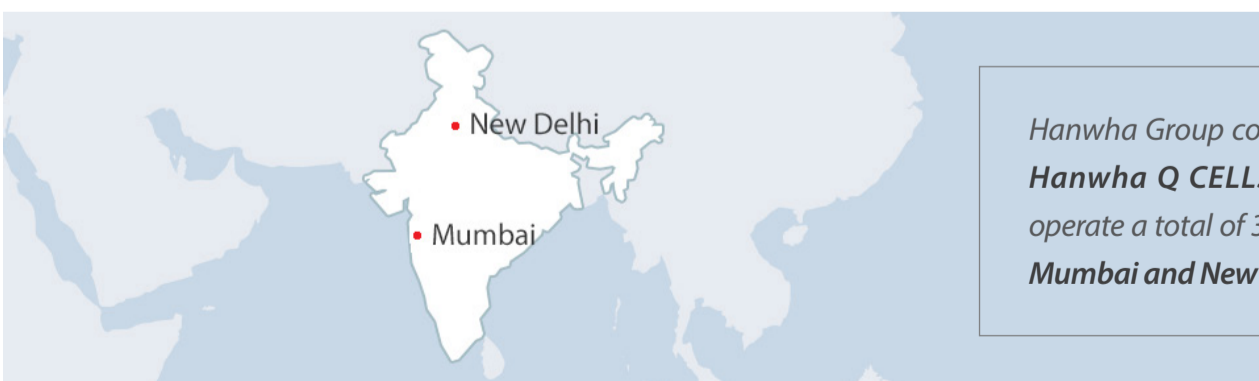 New Delhi
Mumbai
Hanwha Group co
Hanwha Q CELL
operate a total of 3
Mumbai and New